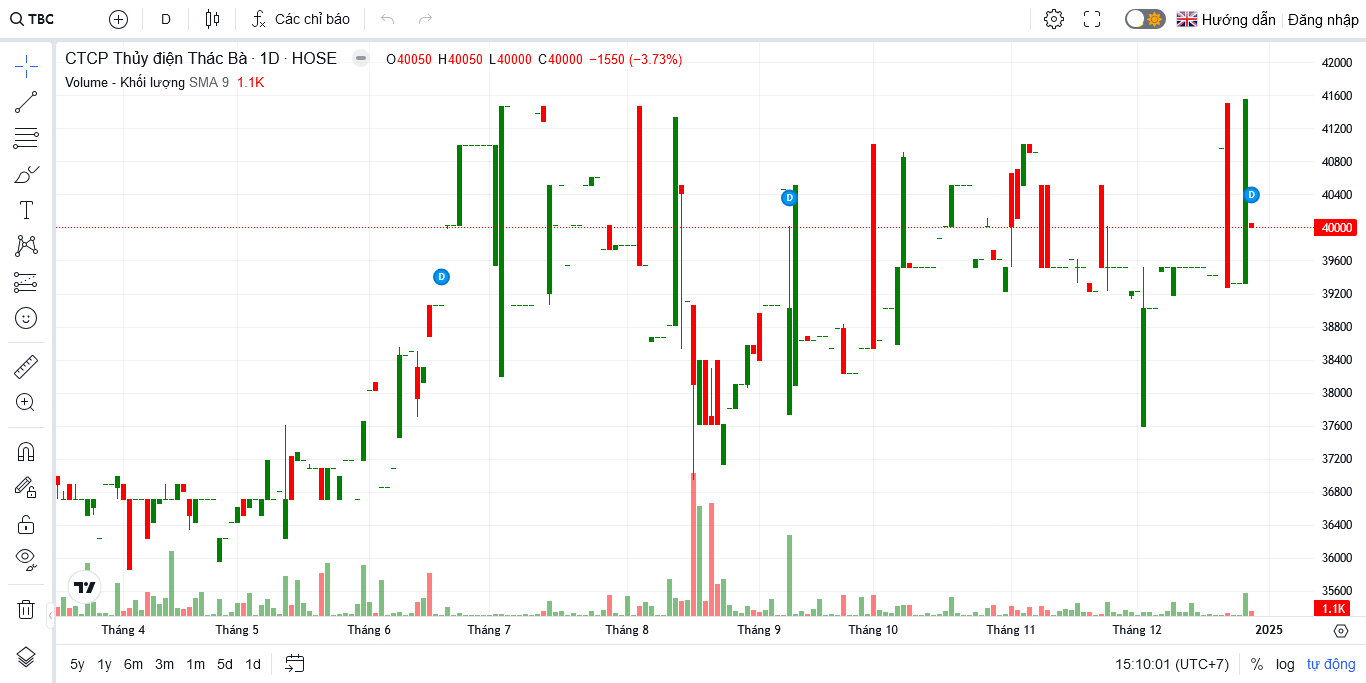 TBC D Các chỉ báo Hướng dẫn Đăng nhập
CTCP Thủy điện Thác Bà · 1D · HOSE O40050 H40050 L40000 C40000 −1550 (−3.73%)
Volume - Khối lượng SMA 9 1.1K
42000
41600
41200
40800
40400
40000
39600
39200
38800
38400
38000
37600
37200
36800
36400
36000
35600
1.1K
D
D
D
Tháng 4 Tháng 5 Tháng 6 Tháng 7 Tháng 8 Tháng 9 Tháng 10 Tháng 11 Tháng 12 2025
5y 1y 6m 3m 1m 5d 1d 15:10:01 (UTC+7) % log tự động